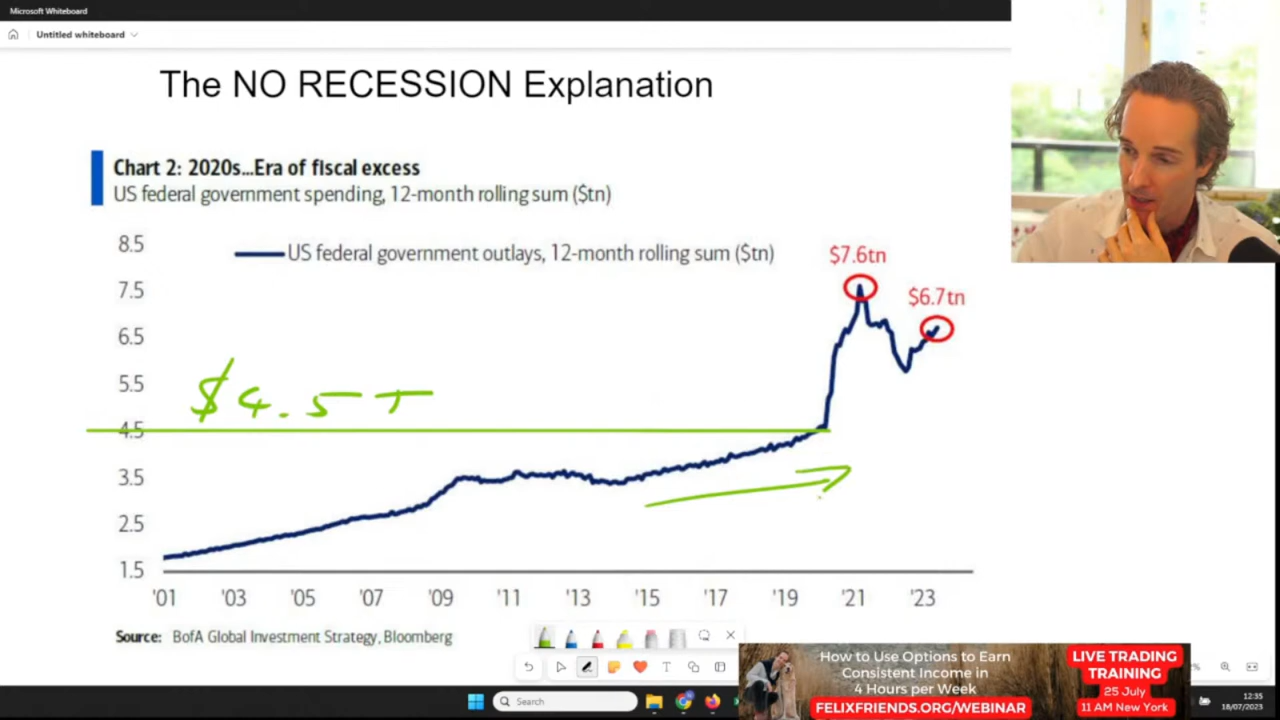 Microsoft Whiteboard
Untitled whiteboard
The NO RECESSION Explanation
Chart 2: 2020s...Era of fiscal excess
US federal government spending, 12-month rolling sum ($tn)
US federal government outlays, 12-month rolling sum ($tn)
8.5
7.5
6.5
5.5
4.5
3.5
2.5
1.5
$7.6tn
$6.7tn
$4.5T
'01 '03 '05 '07 '09 '11 '13 '15 '17 '19 '21 '23
Source: BofA Global Investment Strategy, Bloomberg
How to Use Options to Earn
Consistent Income in
4 Hours per Week
FELIXFRIENDS.ORG/WEBINAR
LIVE TRADING
TRAINING
25 July
11 AM New York
Search
12:35
18/07/2023